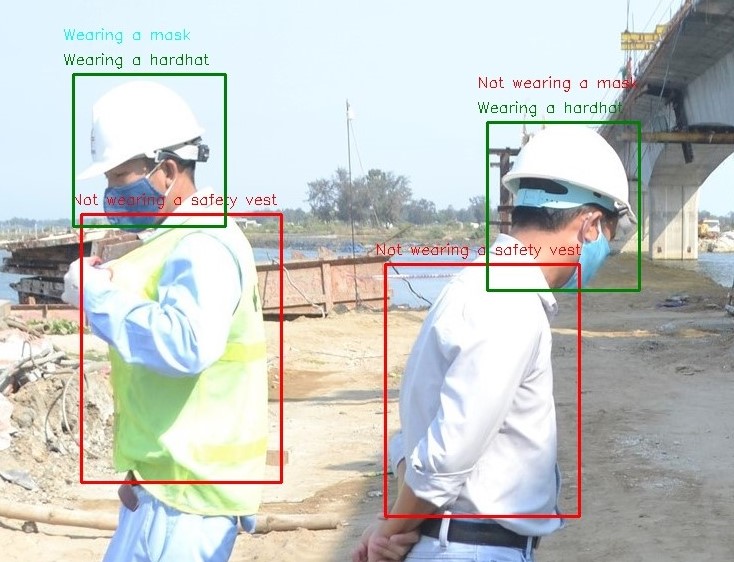 Wearing a mask
Wearing a hardhat
Not wearing a safety vest
Not wearing a mask
Wearing a hardhat
Not wearing a safety vest